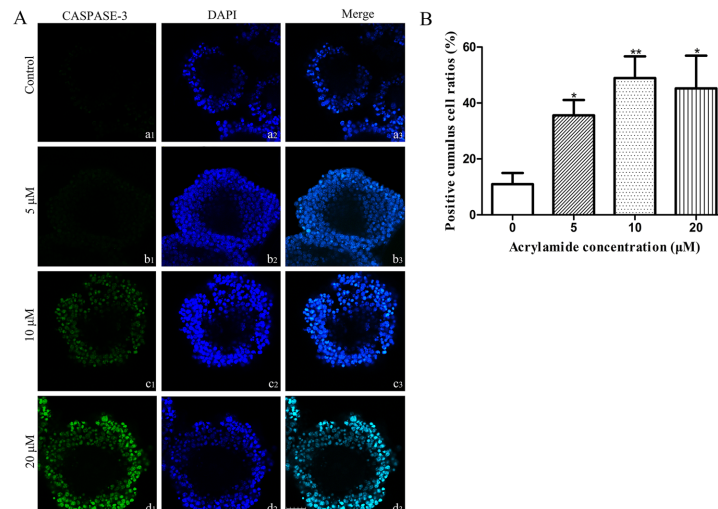 A
CASPASE-3 DAPI Merge
Control
a1 a2 a3
5 μM
b1 b2 b3
10 μM
c1 c2 c3
20 μM
d1 d2 d3
B
Positive cumulus cell ratios (%)
60
40
20
0
* ** * 
0 5 10 20
Acrylamide concentration (μM)